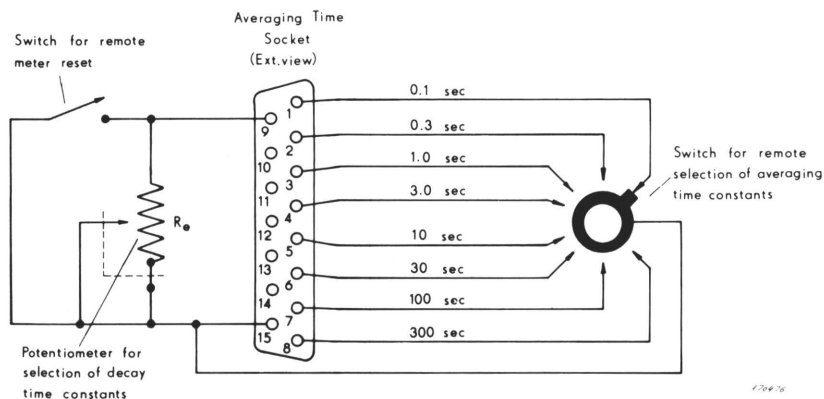 Averaging Time
Socket
(Ext.view)
Switch for remote
meter reset
0.1 sec
0.3 sec
1.0 sec
3.0 sec
10 sec
30 sec
100 sec
300 sec
1
9
2
10
3
11
4
12
5
13
6
14
7
15
8
Re
Switch for remote
selection of averaging
time constants
Potentiometer for
selection of decay
time constants
170476